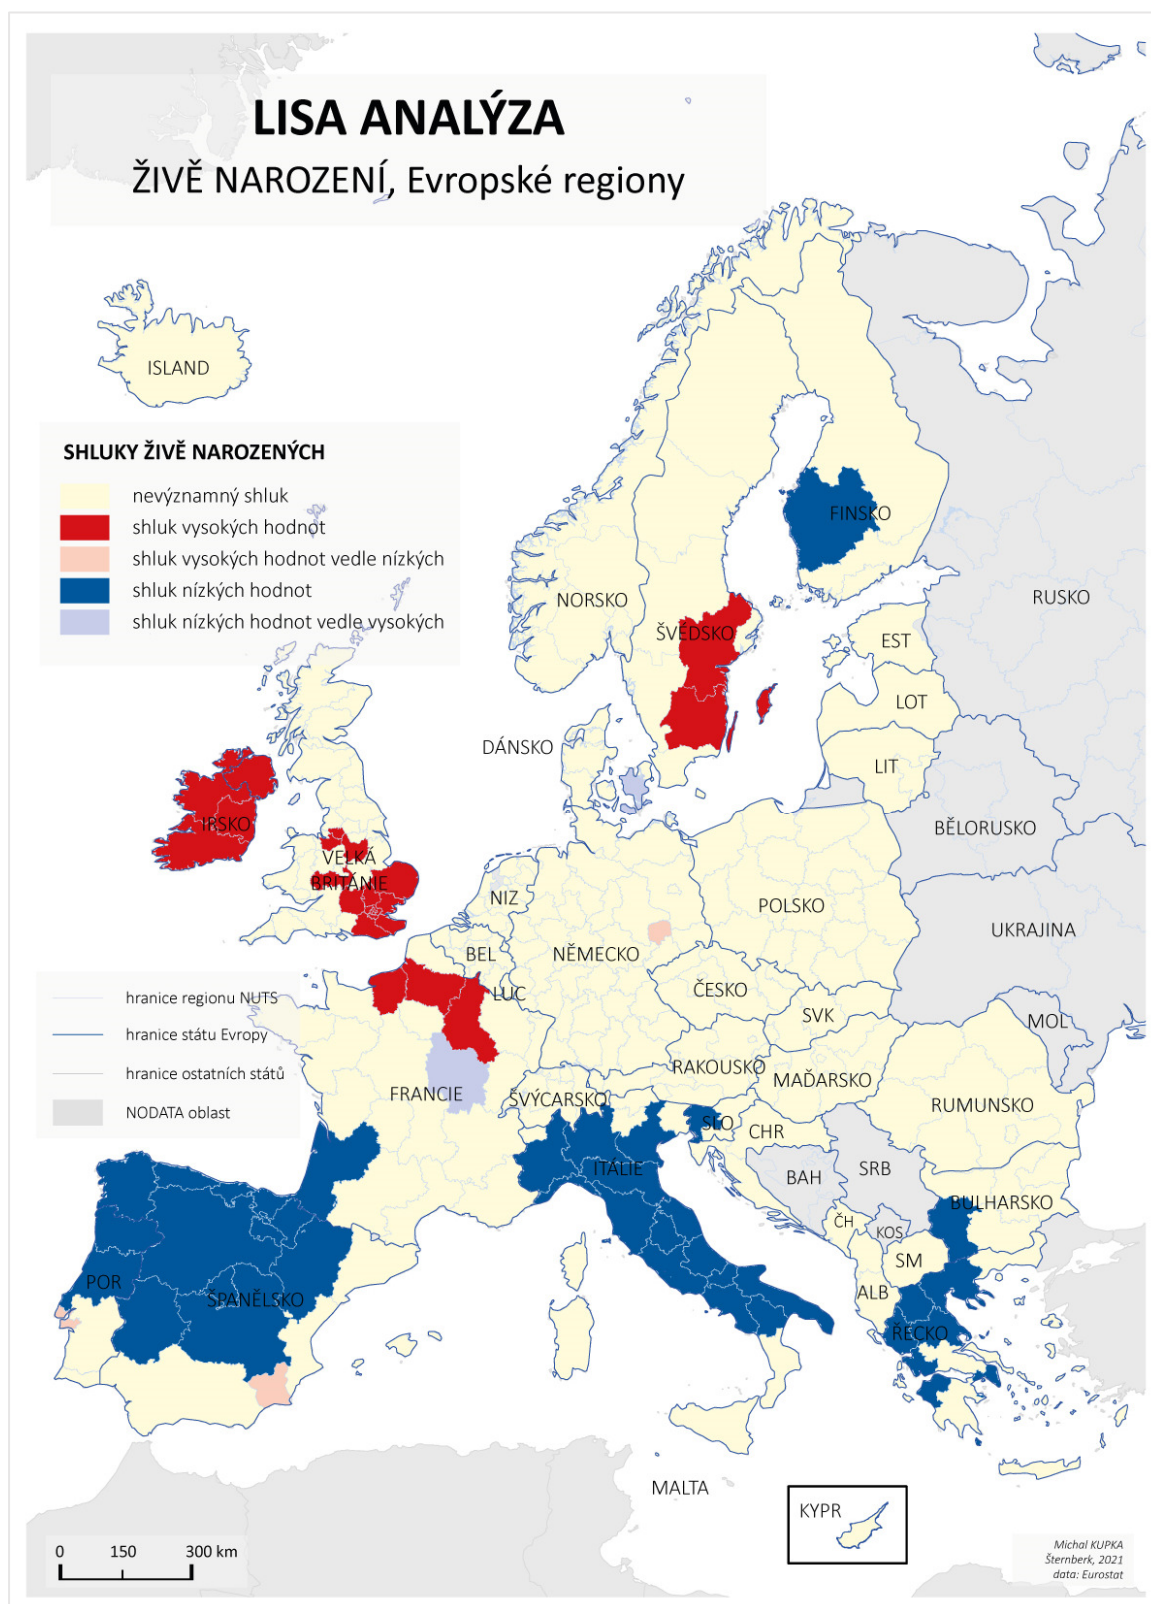 LISA ANALÝZA
ŽIVĚ NAROZENÍ, Evropské regiony
ISLAND
SHLUKY ŽIVĚ NAROZENÝCH
nevýznamný shluk
shluk vysokých hodnot
shluk vysokých hodnot vedle nízkých
shluk nízkých hodnot
shluk nízkých hodnot vedle vysokých
FINSKO
NORSKO
ŠVÉDSKO
RUSKO
EST
LOT
DÁNSKO
LIT
IRSKO
BĚLORUSKO
VELKÁ
BRITÁNIE
NIZ
POLSKO
UKRAJINA
BEL
NĚMECKO
ČESKO
LUC
SVK
MOL
hranice regionu NUTS
hranice státu Evropy
hranice ostatních států
NODATA oblast
RAKOUSKO
MAĎARSKO
FRANCIE
ŠVÝCARSKO
RUMUNSKO
SLO
CHR
ITÁLIE
BAH
SRB
BULHARSKO
ČH
KOS
SM
POR
ŠPANĚLSKO
ALB
ŘECKO
MALTA
KYPR
0 150 300 km
Michal KUPKA
Šternberk, 2021
data: Eurostat